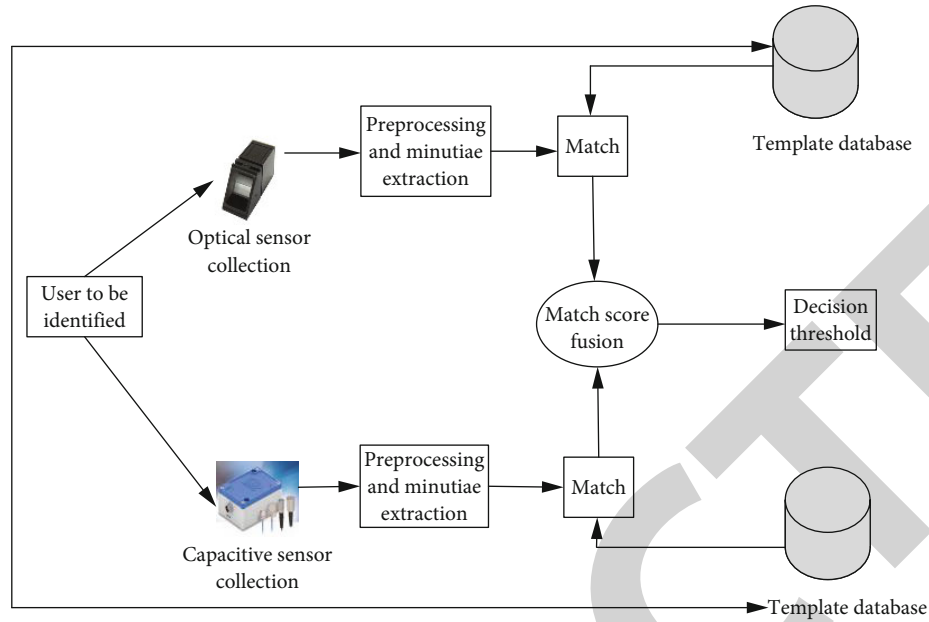 Template database
Preprocessing
and minutiae
extraction
Match
Optical sensor
collection
User to be
identified
Match score
fusion
Decision
threshold
Preprocessing
and minutiae
extraction
Match
Capacitive sensor
collection
Template database